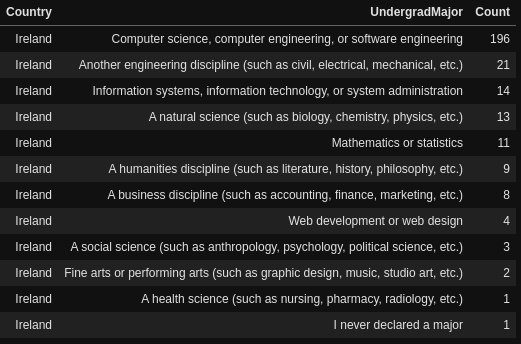 Country UndergradMajor Count
Ireland Computer science, computer engineering, or software engineering 196
Ireland Another engineering discipline (such as civil, electrical, mechanical, etc.) 21
Ireland Information systems, information technology, or system administration 14
Ireland A natural science (such as biology, chemistry, physics, etc.) 13
Ireland Mathematics or statistics 11
Ireland A humanities discipline (such as literature, history, philosophy, etc.) 9
Ireland A business discipline (such as accounting, finance, marketing, etc.) 8
Ireland Web development or web design 4
Ireland A social science (such as anthropology, psychology, political science, etc.) 3
Ireland Fine arts or performing arts (such as graphic design, music, studio art, etc.) 2
Ireland A health science (such as nursing, pharmacy, radiology, etc.) 1
Ireland I never declared a major 1